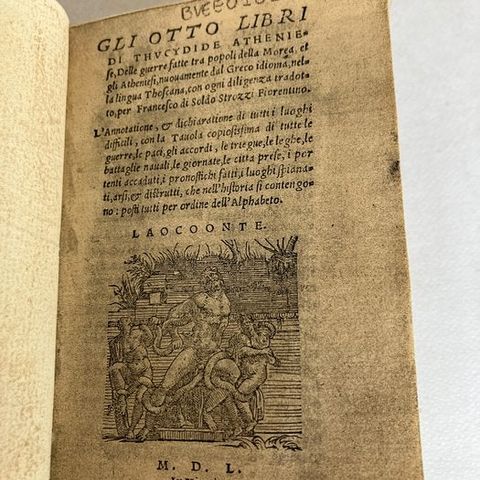 GLI OTTO LIBRI
DI THVCYDIDE ATHENIE-
se, Delle guerre fatte tra popoli della Morea, et
gli Atheniesi, nuouamente dal Greco idioma, nel-
la lingua Thoscana, con ogni diligenza tradot-
to, per Francesco di Soldo Strozzi Fiorentino.
L'Annotatione, & dichiaratione di tutti i luoghi
difficili, con la Tauola copiosissima di tutte le
guerre, le paci, gli accordi, le triegue, le leghe, le
battaglie nauali, le giornate, le citta prese, i por
tenti accaduti, i pronostichi fatti, i luoghi spiana-
ti, arsi, & distrutti, che nell'historia si contengo-
no: posti tutti per ordine dell'Alphabeto.
LAOCOONTE.
M. D. L.